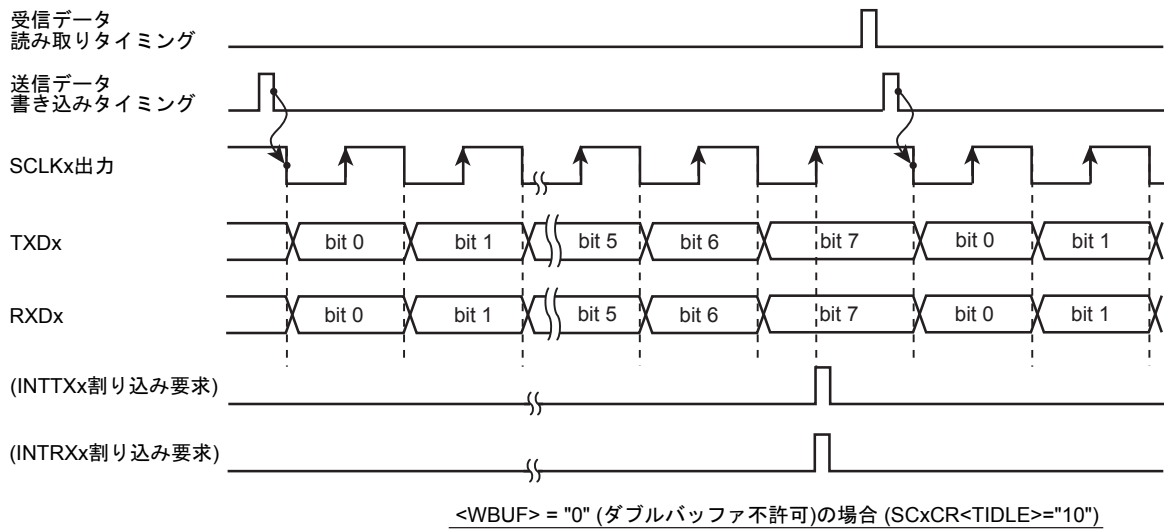 受信データ
読み取りタイミング
送信データ
書き込みタイミング
SCLKx出力
TXDx
bit 0 bit 1 bit 5 bit 6 bit 7 bit 0 bit 1
RXDx
bit 0 bit 1 bit 5 bit 6 bit 7 bit 0 bit 1
(INTTXx割り込み要求)
(INTRXx割り込み要求)
<WBUF> = "0" (ダブルバッファ不許可)の場合 (SCxCR<TIDLE>="10")